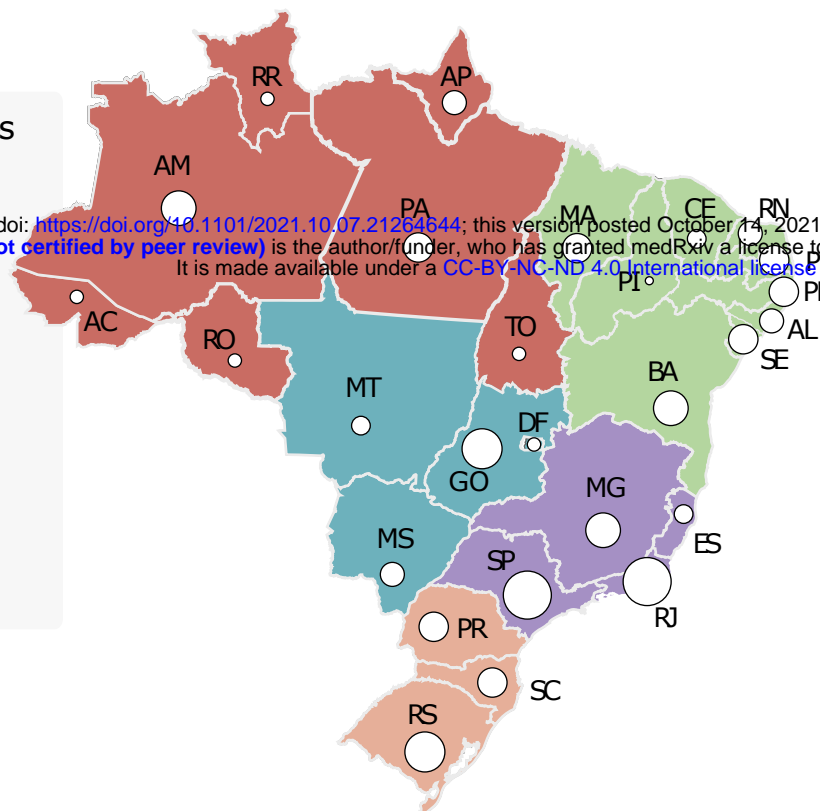 s
RR
AP
AM
doi: https://doi.org/10.1101/2021.10.07.21264644; this version posted October 14, 2021
PA
MA
CE
RN
ot certified by peer review) is the author/funder, who has granted medRxiv a license to
It is made available under a CC-BY-NC-ND 4.0 International license
PI
AC
RO
TO
AL
SE
MT
BA
DF
GO
MG
MS
SP
ES
RJ
PR
SC
RS